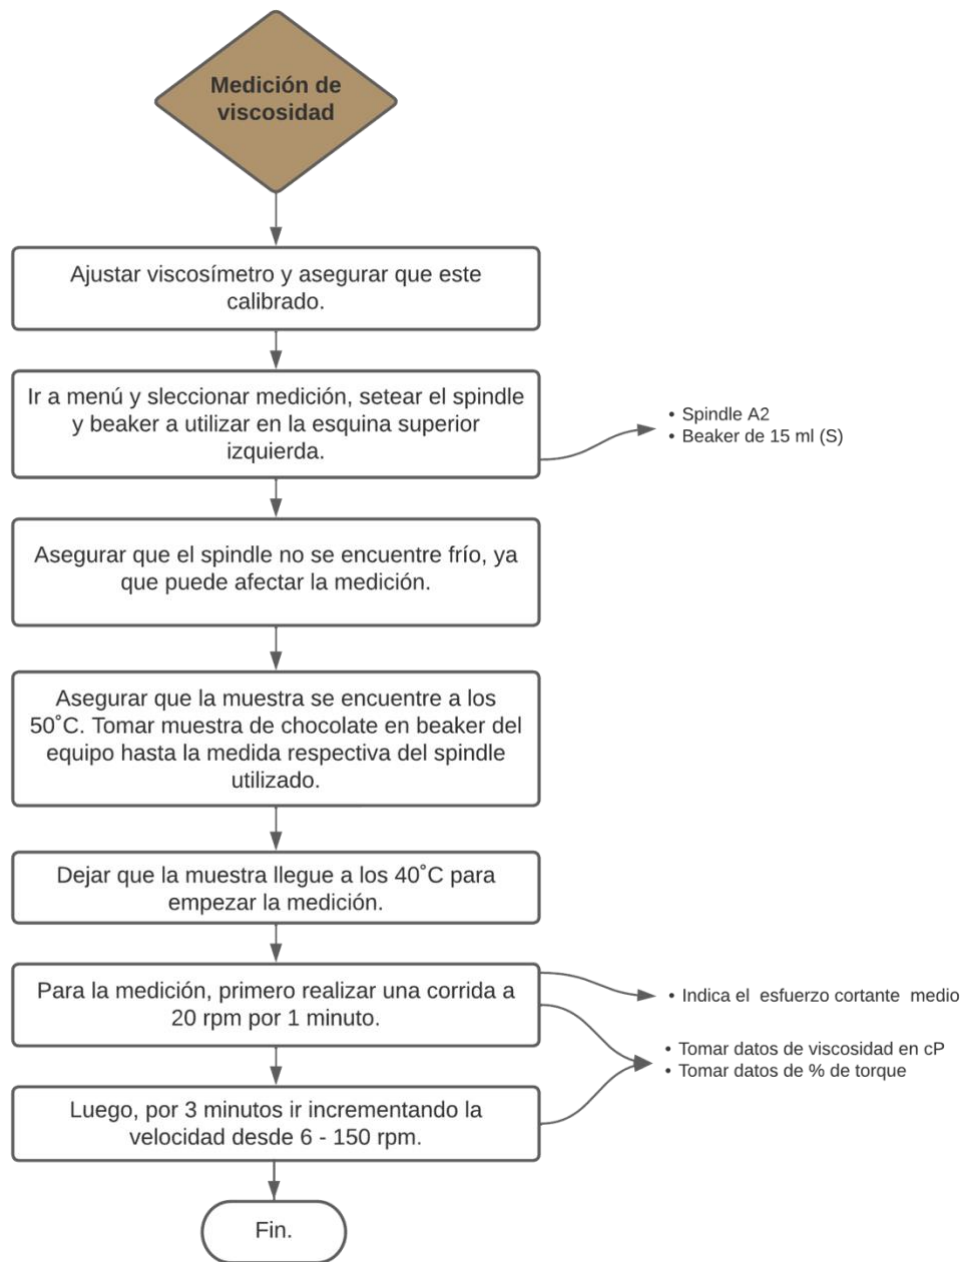 Medición de
viscosidad
Ajustar viscosímetro y asegurar que este
calibrado.
Ir a menú y sleccionar medición, setear el spindle
y beaker a utilizar en la esquina superior
izquierda.
• Spindle A2
• Beaker de 15 ml (S)
Asegurar que el spindle no se encuentre frío, ya
que puede afectar la medición.
Asegurar que la muestra se encuentre a los
50˚C. Tomar muestra de chocolate en beaker del
equipo hasta la medida respectiva del spindle
utilizado.
Dejar que la muestra llegue a los 40˚C para
empezar la medición.
Para la medición, primero realizar una corrida a
20 rpm por 1 minuto.
• Indica el esfuerzo cortante medio
• Tomar datos de viscosidad en cP
• Tomar datos de % de torque
Luego, por 3 minutos ir incrementando la
velocidad desde 6 - 150 rpm.
Fin.